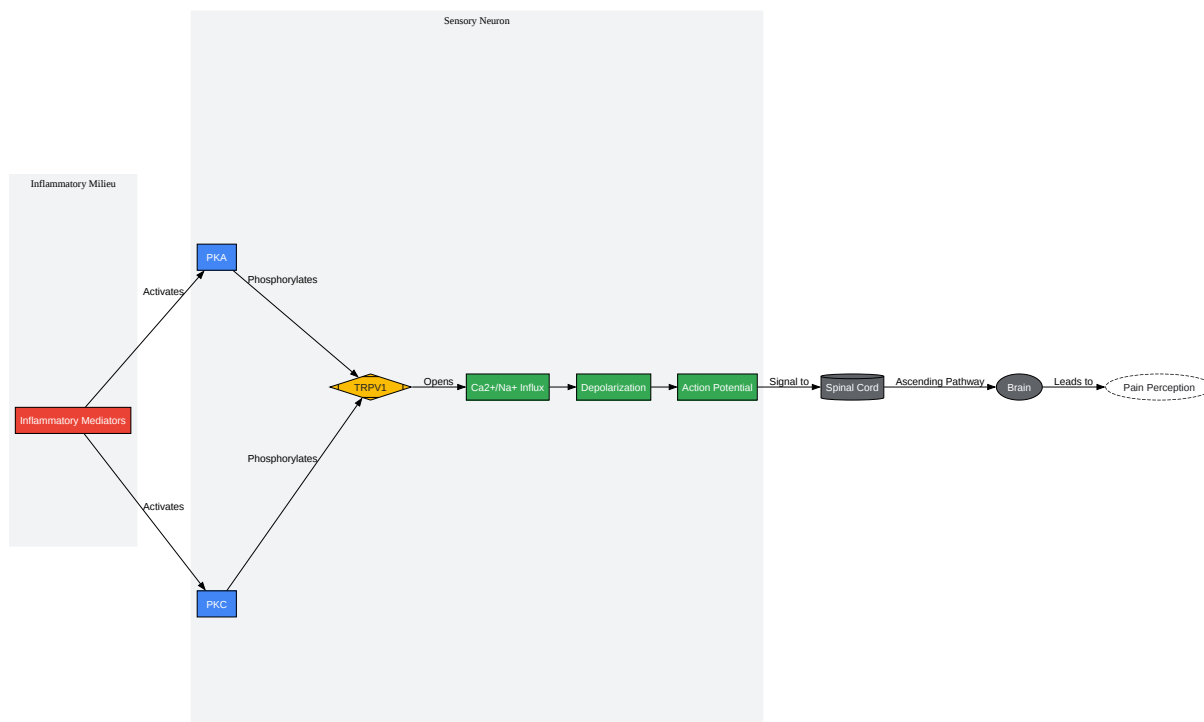 Sensory Neuron
Inflammatory Milieu
PKA
Activates
Phosphorylates
TRPV1
Opens
Ca2+/Na+ Influx
Depolarization
Action Potential
Signal to
Spinal Cord
Ascending Pathway
Brain
Leads to
Pain Perception
Inflammatory Mediators
Phosphorylates
Activates
PKC